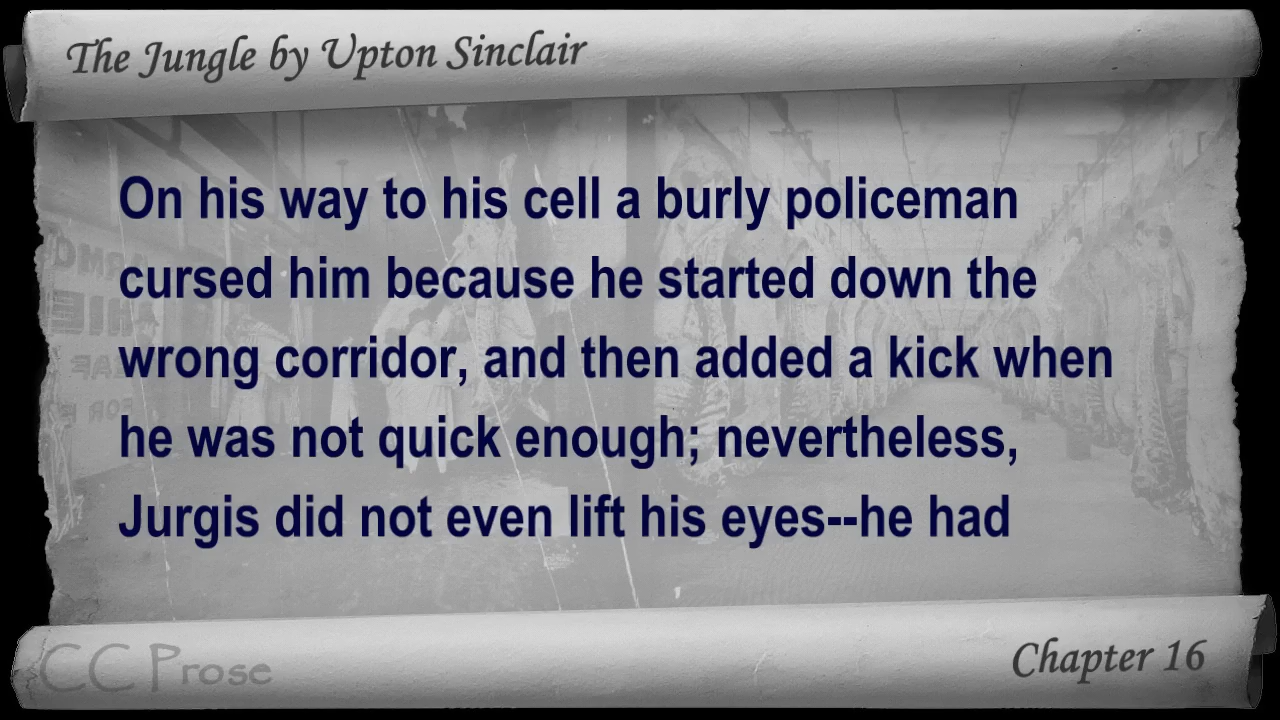 The Jungle by Upton Sinclair
On his way to his cell a burly policeman
cursed him because he started down the
wrong corridor, and then added a kick when
he was not quick enough; nevertheless,
Jurgis did not even lift his eyes--he had
CC Prose
Chapter 16